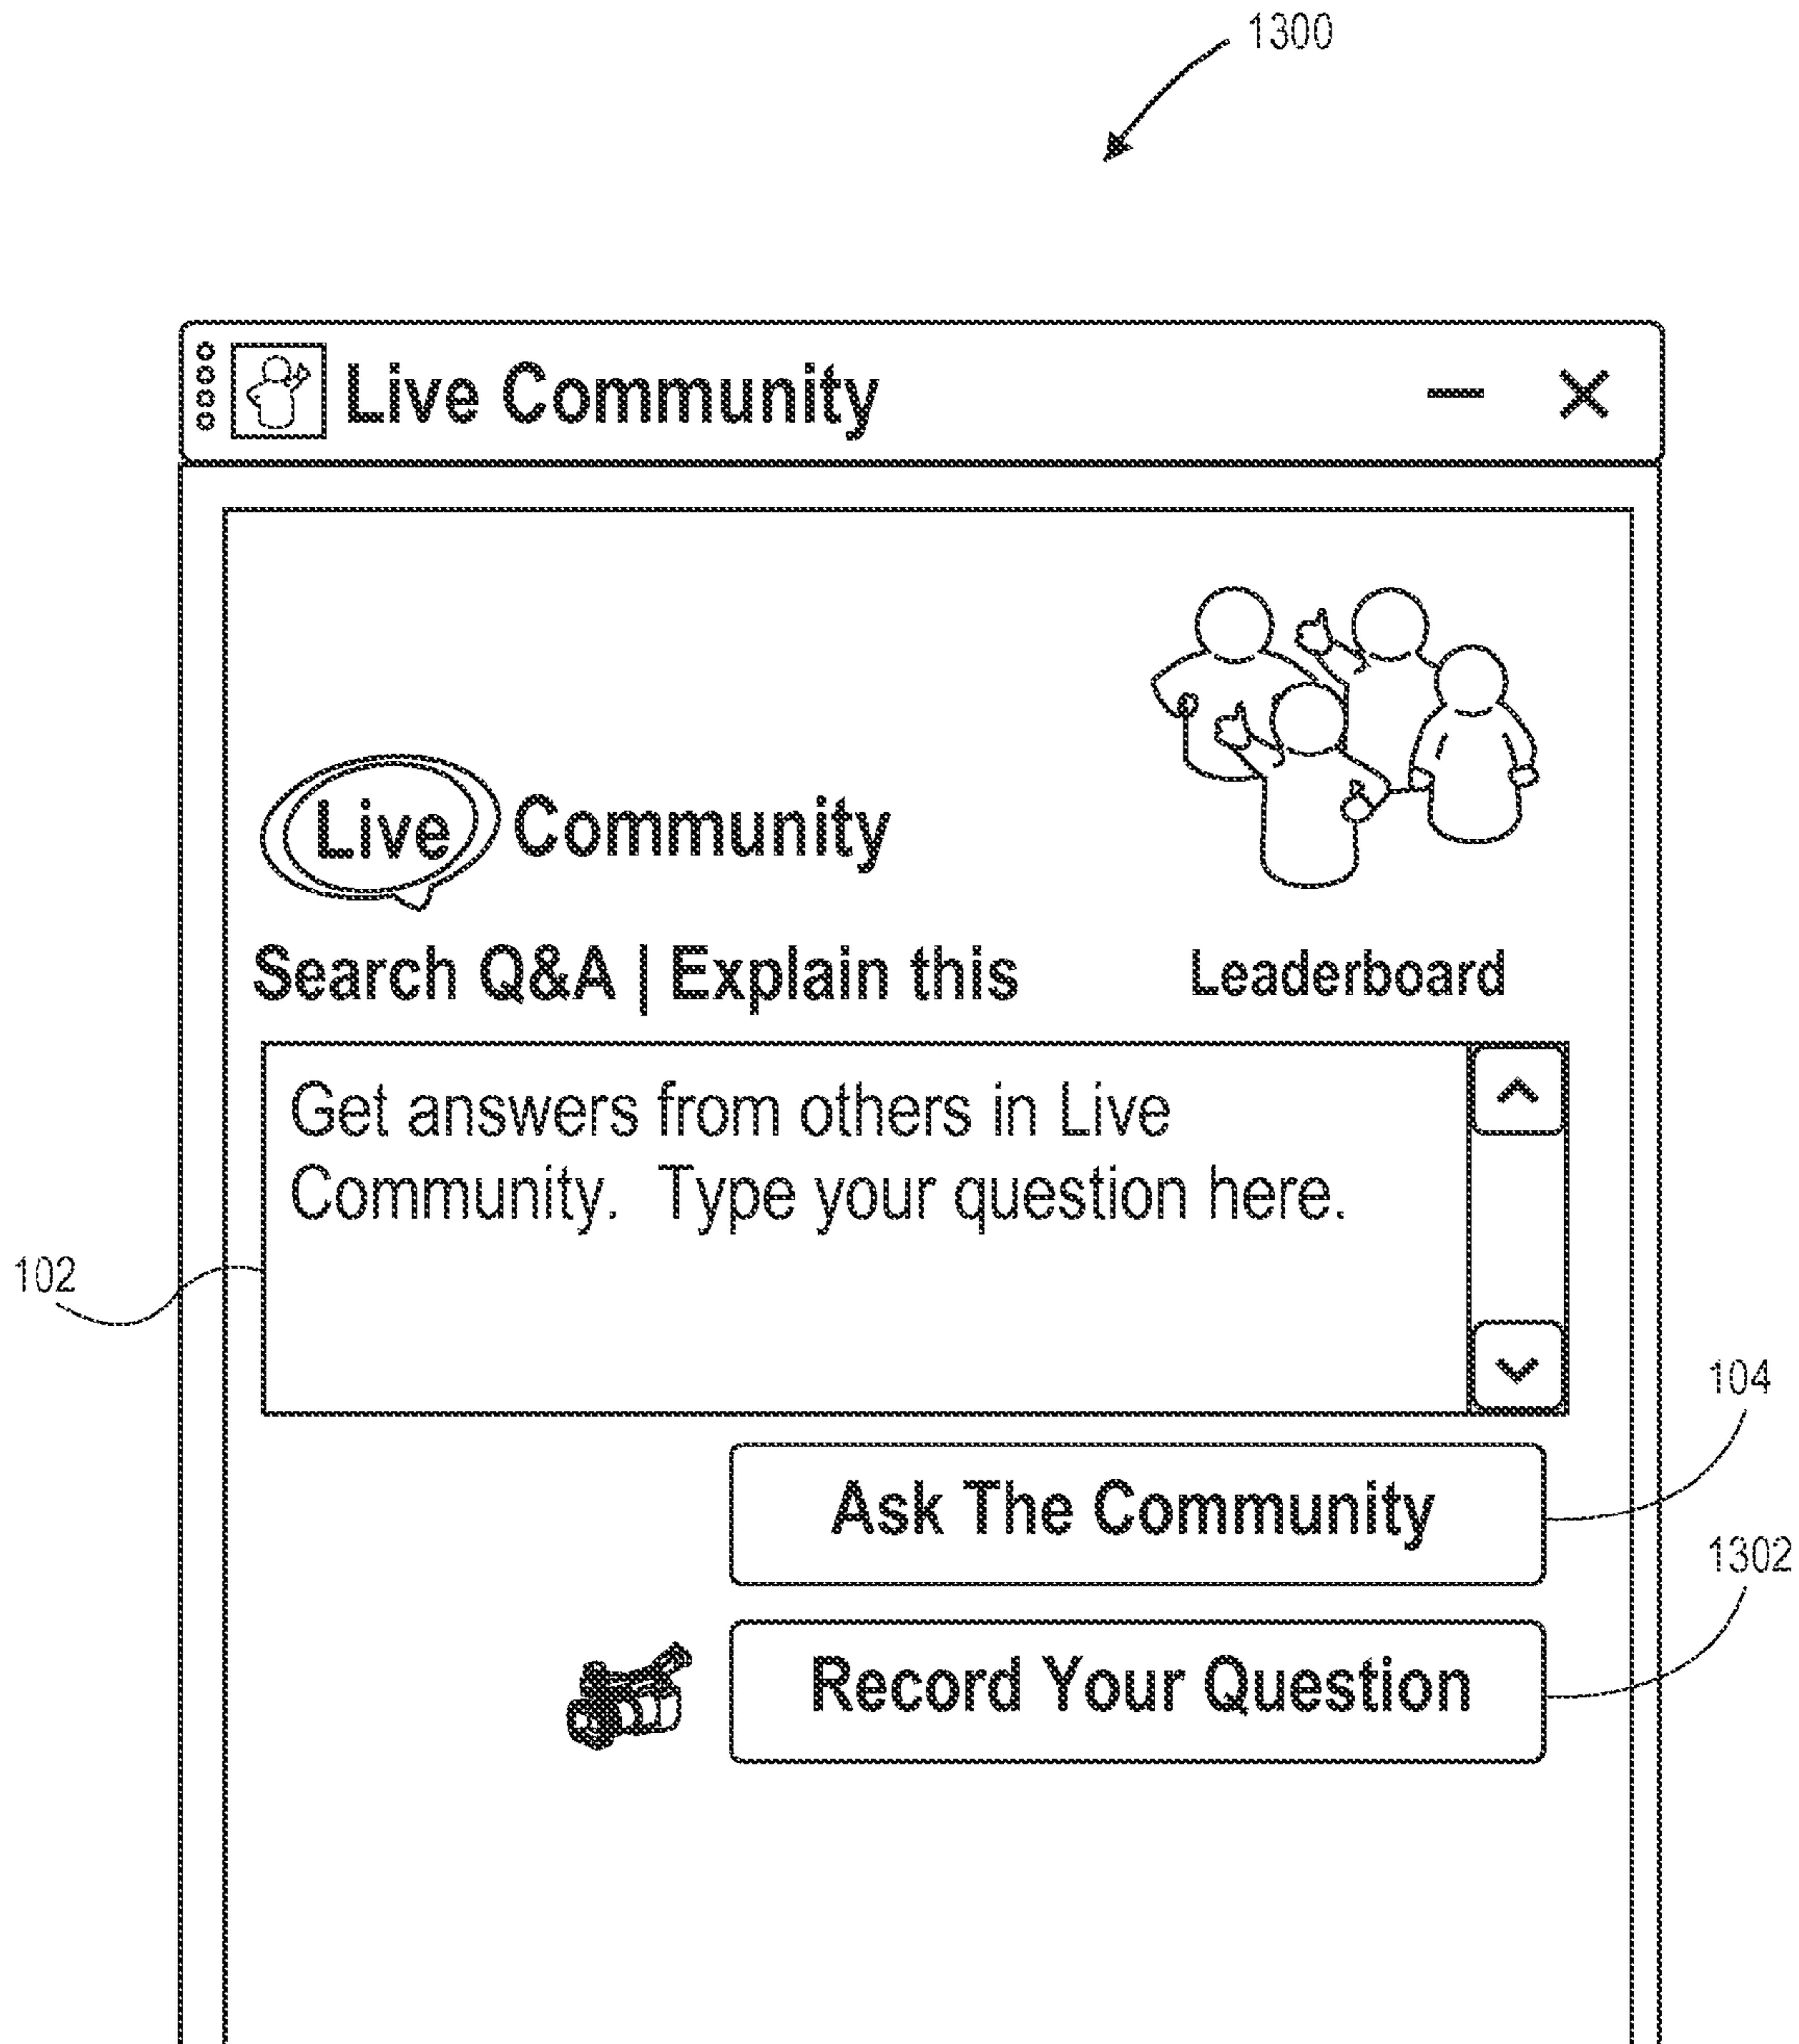 1300
Live Community
Live Community
Search Q&A | Explain this
Leaderboard
Get answers from others in Live
Community. Type your question here.
102
104
Ask The Community
1302
Record Your Question